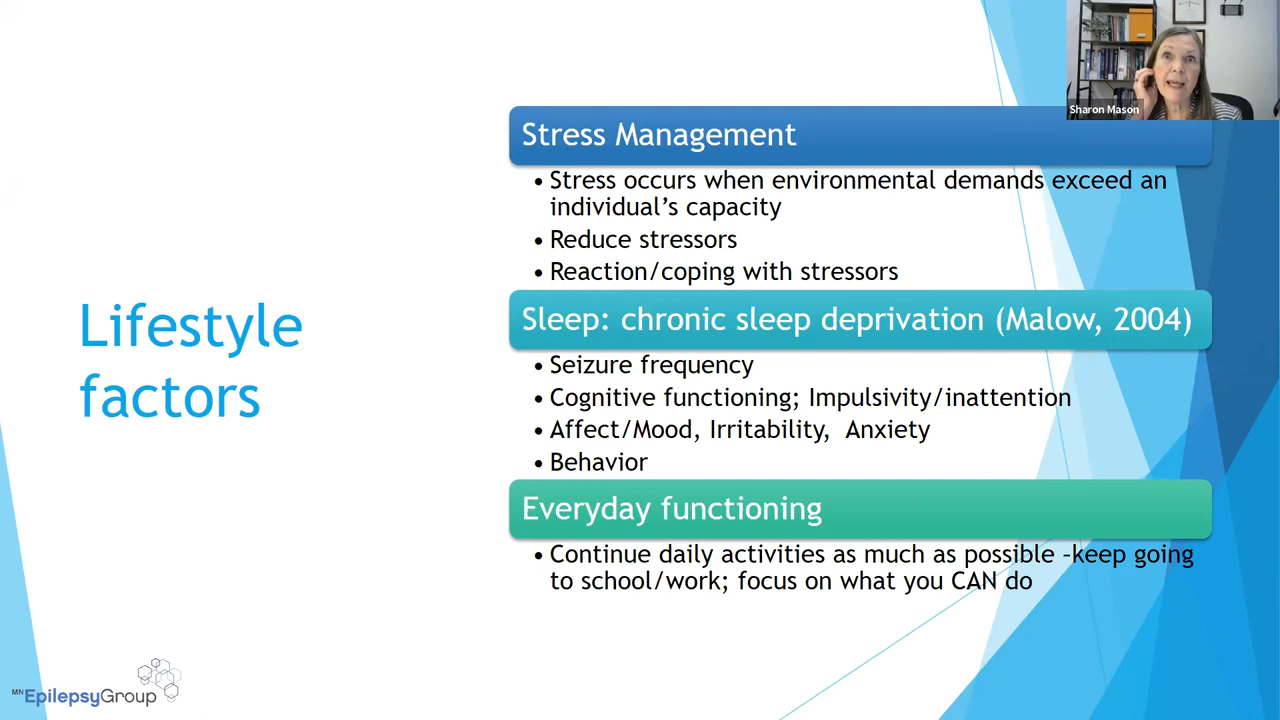 Sharon Mason
Lifestyle
factors
Stress Management
• Stress occurs when environmental demands exceed an
individual’s capacity
• Reduce stressors
• Reaction/coping with stressors
Sleep: chronic sleep deprivation (Malow, 2004)
• Seizure frequency
• Cognitive functioning; Impulsivity/inattention
• Affect/Mood, Irritability,  Anxiety
• Behavior
Everyday functioning
• Continue daily activities as much as possible –keep going
to school/work; focus on what you CAN do
MN EpilepsyGroup